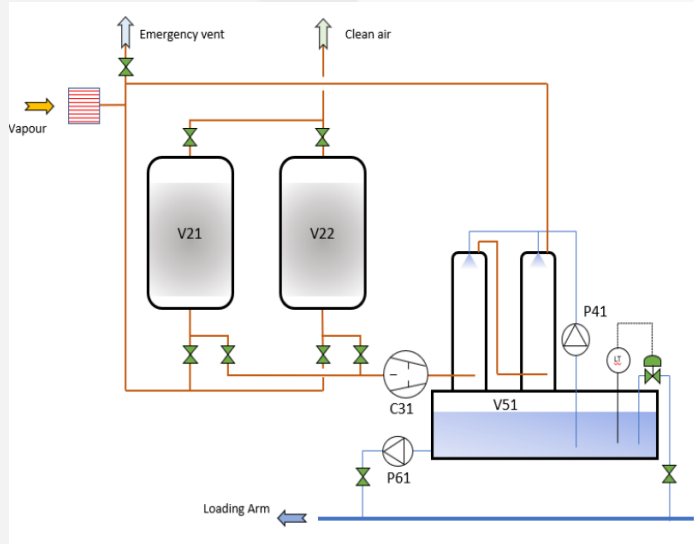 Emergency vent
Clean air
Vapour
V21
V22
P41
LT
C31
V51
P61
Loading Arm